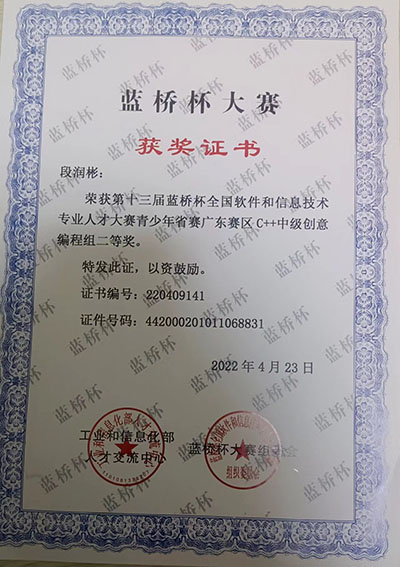 蓝桥杯大赛
获奖证书
段润彬：
荣获第十三届蓝桥杯全国软件和信息技术
专业人才大赛青少年省赛广东赛区C++中级创意
编程组二等奖。
特发此证，以资鼓励。
证书编号：220409141
证件号码：442000201011068831
2022年4月23日
工业和信息化部
人才交流中心
蓝桥杯大赛组